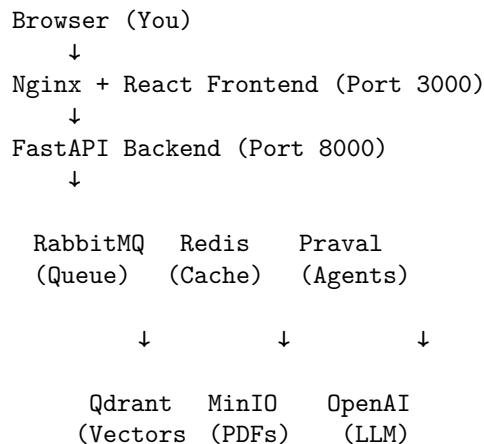 Browser (You)
↓
Nginx + React Frontend (Port 3000)
↓
FastAPI Backend (Port 8000)
↓
RabbitMQ Redis Praval
(Queue) (Cache) (Agents)
↓ ↓ ↓
Qdrant MinIO OpenAI
(Vectors (PDFs) (LLM)